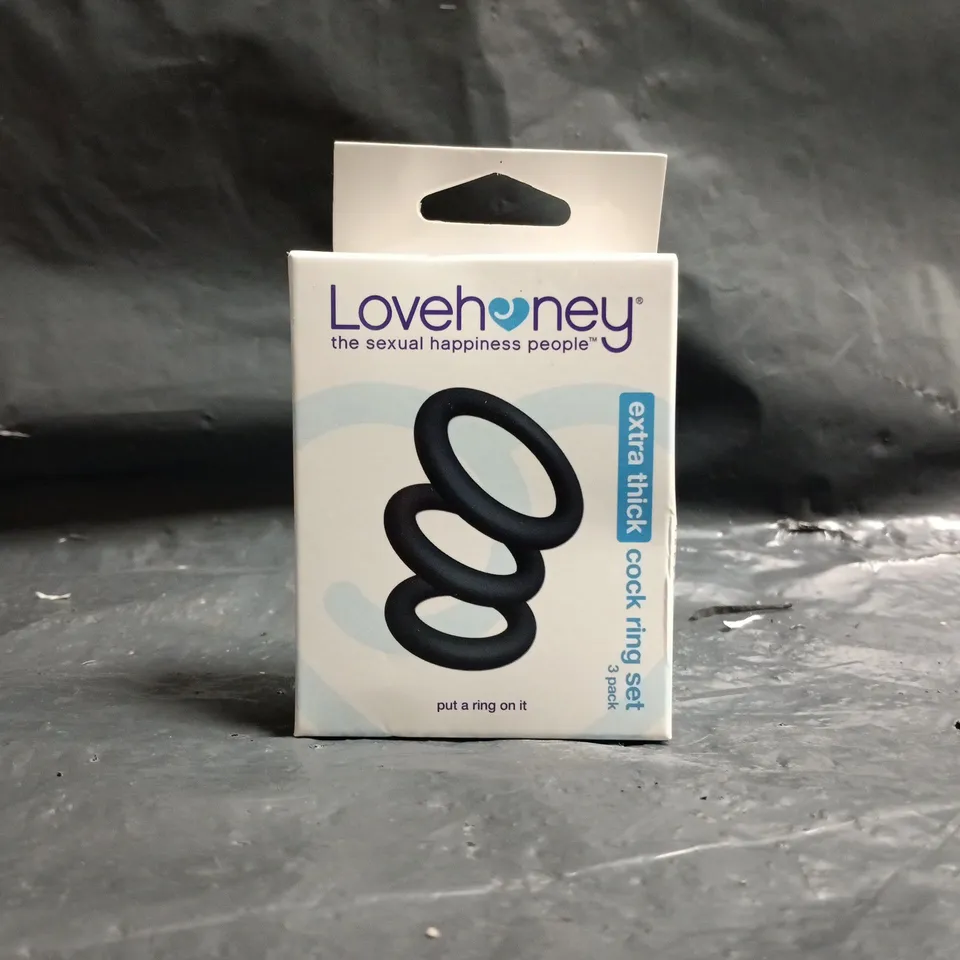 Lovehoney®
the sexual happiness people™
extra thick cock ring set
3 pack
put a ring on it